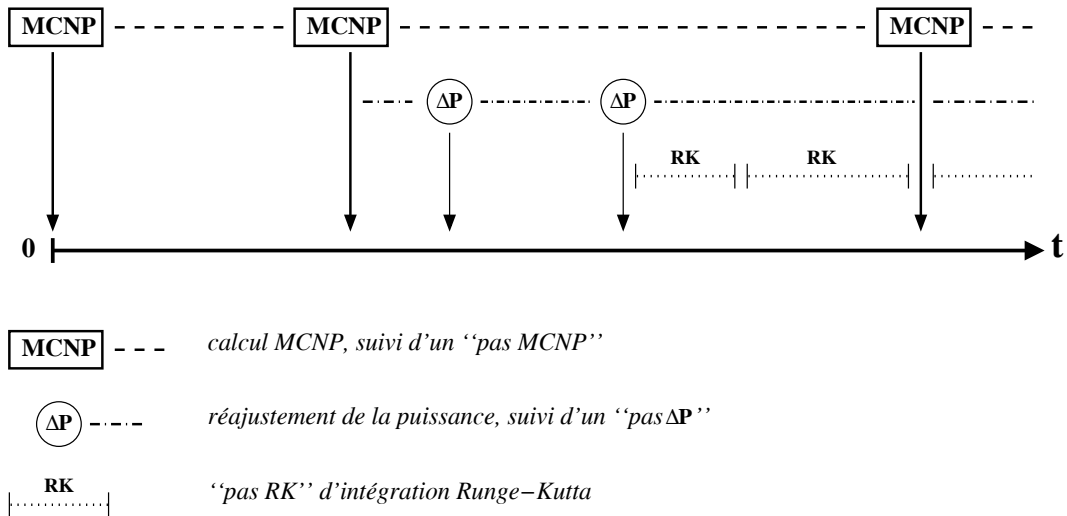 MCNP MCNP MCNP
ΔP ΔP
RK RK
0 t
MCNP calcul MCNP, suivi d'un ‘‘pas MCNP’’
ΔP réajustement de la puissance, suivi d'un ‘‘pas ΔP’’
RK ‘‘pas RK’’ d'intégration Runge−Kutta